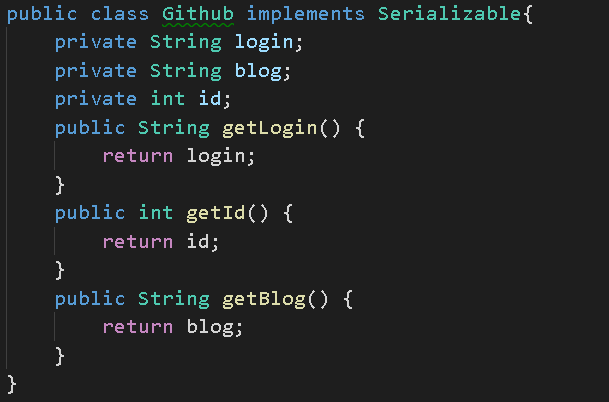 public class Github implements Serializable{
    private String login;
    private String blog;
    private int id;
    public String getLogin() {
        return login;
    }
    public int getId() {
        return id;
    }
    public String getBlog() {
        return blog;
    }
}